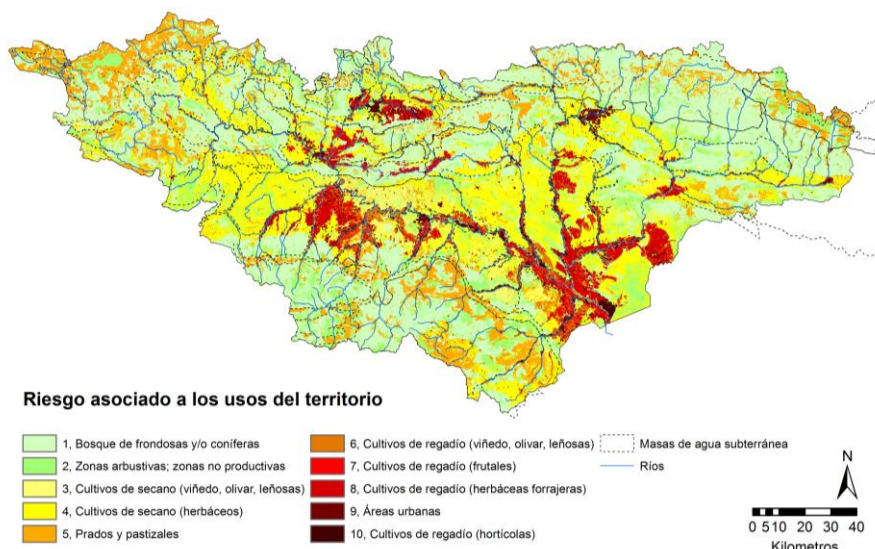 Riesgo asociado a los usos del territorio
1, Bosque de frondosas y/o coníferas
2, Zonas arbustivas; zonas no productivas
3, Cultivos de secano (viñedo, olivar, leñosas)
4, Cultivos de secano (herbáceos)
5, Prados y pastizales
6, Cultivos de regadío (viñedo, olivar, leñosas)
7, Cultivos de regadío (frutales)
8, Cultivos de regadío (herbáceas forrajeras)
9, Áreas urbanas
10, Cultivos de regadío (hortícolas)
Masas de agua subterránea
Ríos
N
0 5 10 20 30 40
Kilometros